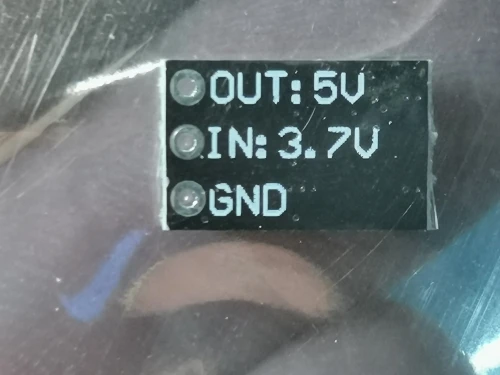 OUT: 5V
IN: 3.7V
GND